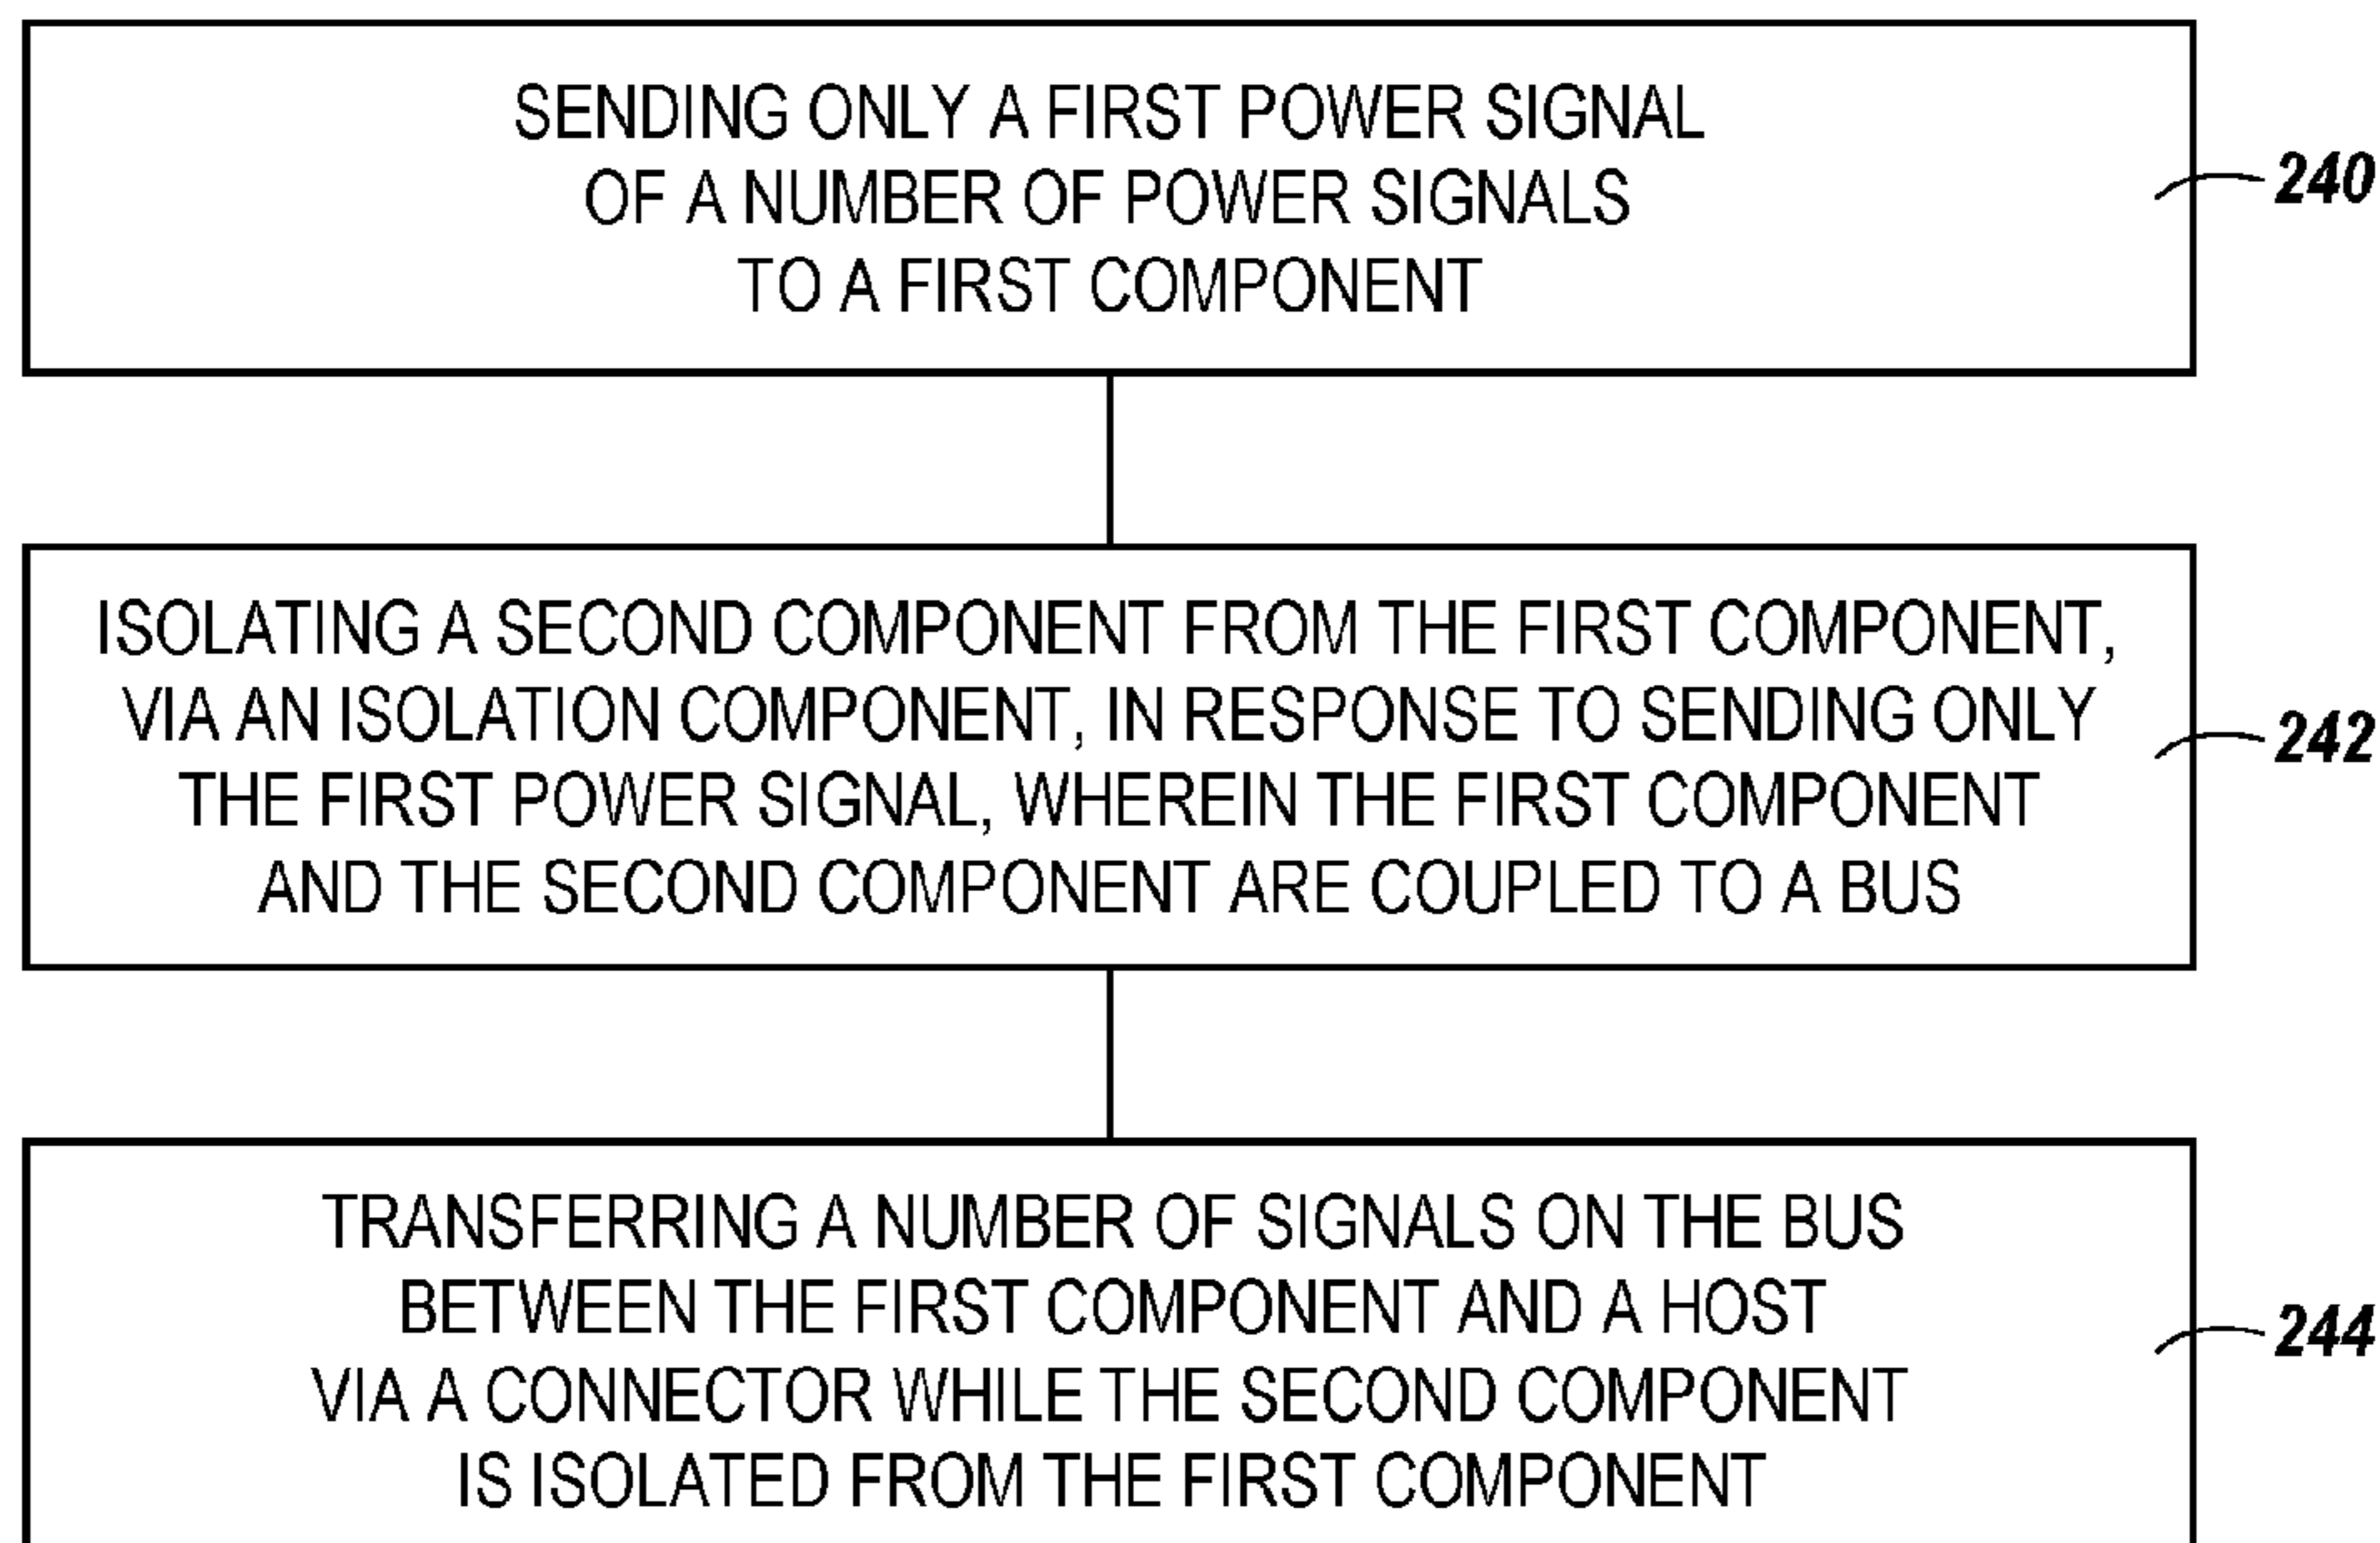 SENDING ONLY A FIRST POWER SIGNAL
OF A NUMBER OF POWER SIGNALS
TO A FIRST COMPONENT
240
ISOLATING A SECOND COMPONENT FROM THE FIRST COMPONENT,
VIA AN ISOLATION COMPONENT, IN RESPONSE TO SENDING ONLY
THE FIRST POWER SIGNAL, WHEREIN THE FIRST COMPONENT
AND THE SECOND COMPONENT ARE COUPLED TO A BUS
242
TRANSFERRING A NUMBER OF SIGNALS ON THE BUS
BETWEEN THE FIRST COMPONENT AND A HOST
VIA A CONNECTOR WHILE THE SECOND COMPONENT
IS ISOLATED FROM THE FIRST COMPONENT
244